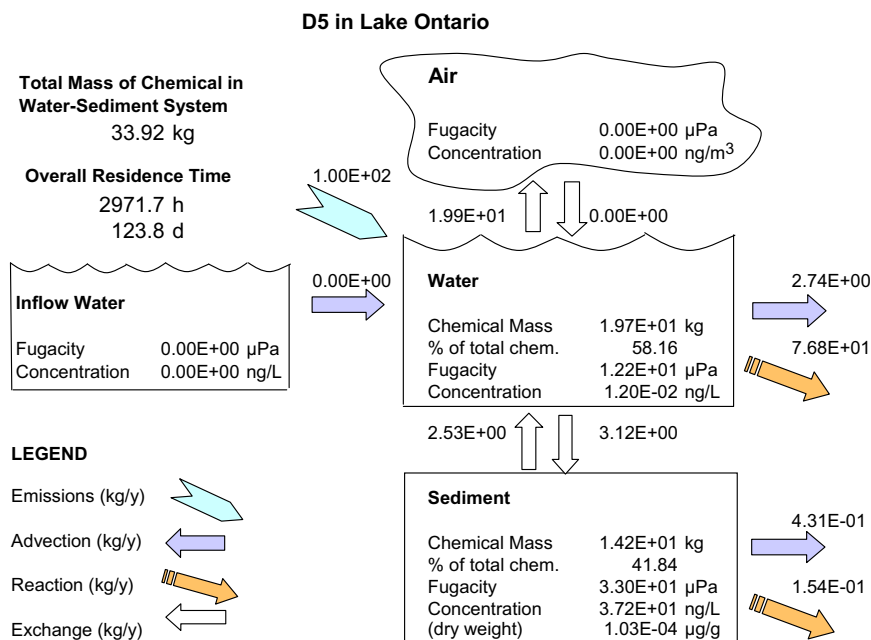 D5 in Lake Ontario
Total Mass of Chemical in
Water-Sediment System
33.92 kg
Overall Residence Time
2971.7 h
123.8 d
Air
Fugacity 0.00E+00 µPa
Concentration 0.00E+00 ng/m3
1.00E+02
1.99E+01
0.00E+00
Inflow Water
Fugacity 0.00E+00 µPa
Concentration 0.00E+00 ng/L
0.00E+00
Water
Chemical Mass 1.97E+01 kg
% of total chem. 58.16
Fugacity 1.22E+01 µPa
Concentration 1.20E-02 ng/L
2.74E+00
7.68E+01
2.53E+00
3.12E+00
Sediment
Chemical Mass 1.42E+01 kg
% of total chem. 41.84
Fugacity 3.30E+01 µPa
Concentration 3.72E+01 ng/L
(dry weight) 1.03E-04 µg/g
4.31E-01
1.54E-01
LEGEND
Emissions (kg/y)
Advection (kg/y)
Reaction (kg/y)
Exchange (kg/y)